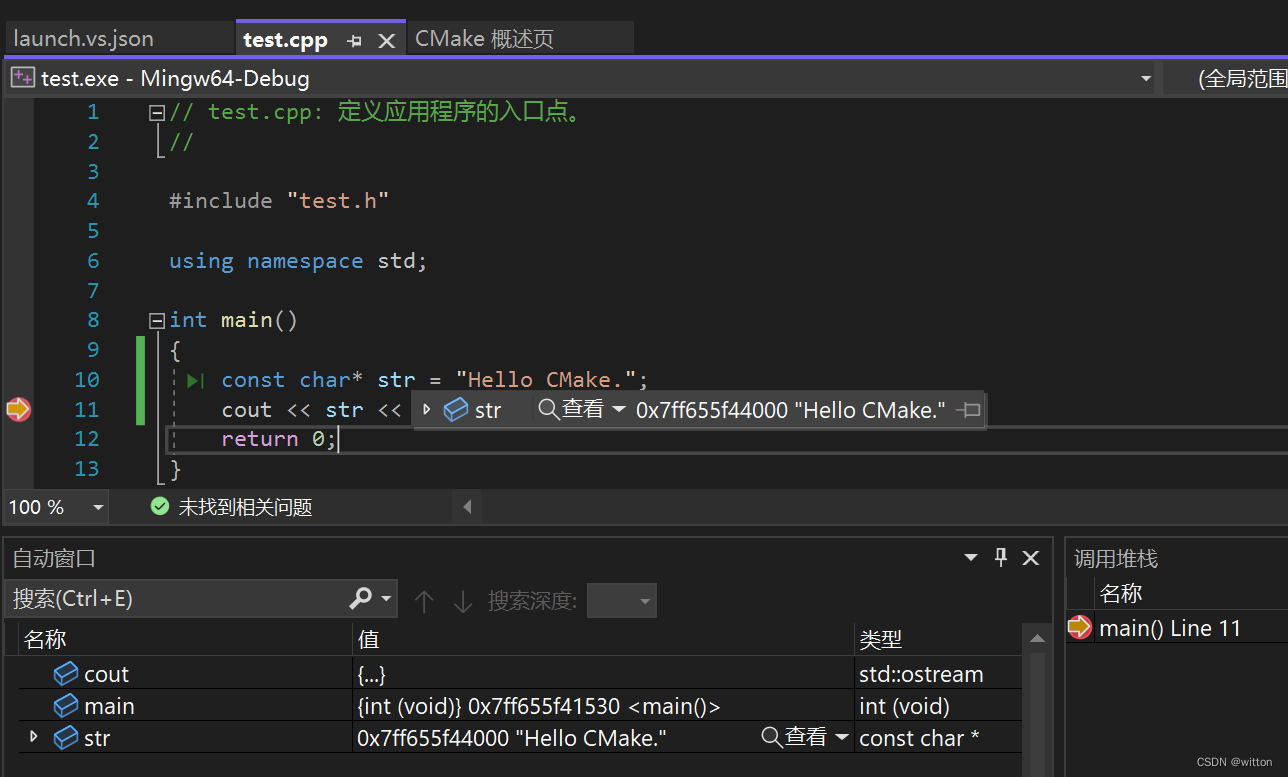 launch.vs.json test.cpp CMake 概述页
test.exe - Mingw64-Debug (全局范围
1 // test.cpp: 定义应用程序的入口点。
2 //
3
4 #include "test.h"
5
6 using namespace std;
7
8 int main()
9 {
10 const char* str = "Hello CMake.";
11 cout << str << str 查看 0x7ff655f44000 "Hello CMake."
12 return 0;
13 }
100 % 未找到相关问题
自动窗口
搜索(Ctrl+E) 搜索深度:
名称 值 类型
cout {...} std::ostream
main {int (void)} 0x7ff655f41530 <main()> int (void)
str 0x7ff655f44000 "Hello CMake." 查看 const char *
调用堆栈
名称
main() Line 11
CSDN @witton